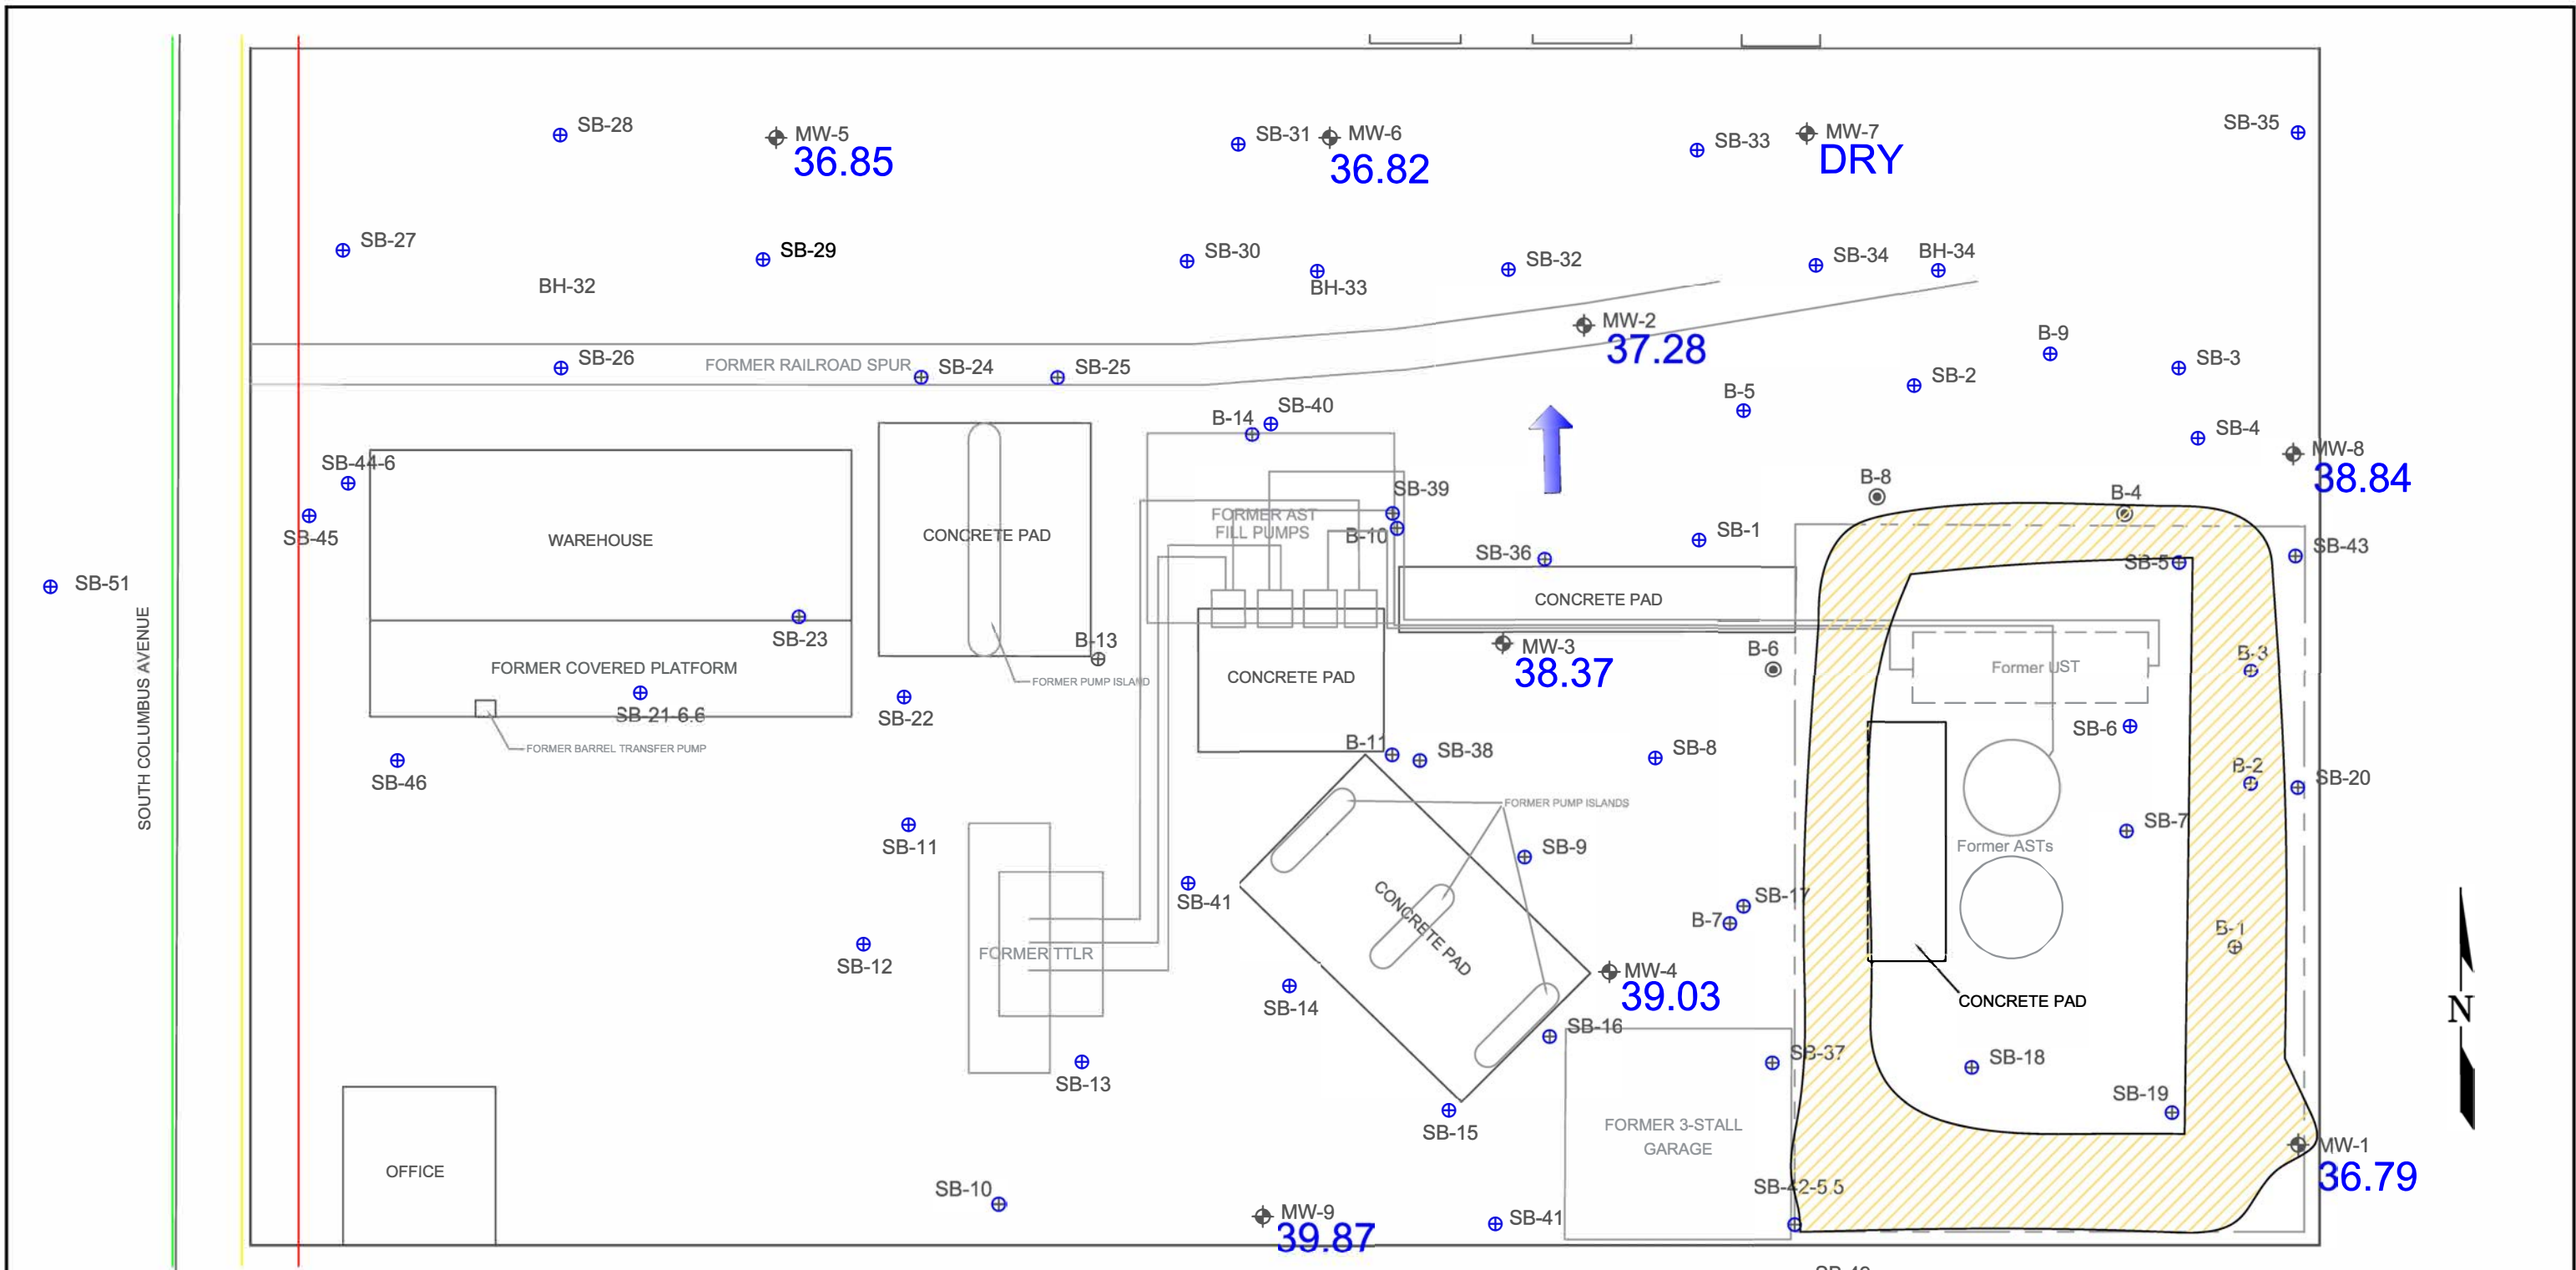 SB-28
MW-5
36.85
SB-31
MW-6
36.82
SB-33
MW-7
DRY
SB-35
SB-27
SB-29
BH-32
SB-30
BH-33
SB-32
SB-34
BH-34
MW-2
37.28
B-9
SB-3
SB-26
FORMER RAILROAD SPUR
SB-24
SB-25
SB-2
B-5
B-14
SB-40
SB-4
MW-8
38.84
SB-44-6
SB-45
WAREHOUSE
CONCRETE PAD
SB-39
FORMER AST
FILL PUMPS
B-10
SB-36
SB-1
B-8
B-4
SB-5
SB-43
SB-51
SOUTH COLUMBUS AVENUE
CONCRETE PAD
SB-23
FORMER COVERED PLATFORM
SB-21-6.6
FORMER BARREL TRANSFER PUMP
B-13
FORMER PUMP ISLAND
SB-22
CONCRETE PAD
MW-3
38.37
B-6
Former UST
B-3
SB-6
SB-46
B-11
SB-38
SB-8
B-2
SB-20
FORMER PUMP ISLANDS
SB-11
SB-9
SB-7
Former ASTs
SB-41
CONCRETE PAD
SB-17
B-7
B-1
SB-12
FORMER TTLR
MW-4
39.03
SB-14
CONCRETE PAD
N
SB-16
SB-37
SB-18
SB-13
SB-19
SB-15
FORMER 3-STALL
GARAGE
MW-1
36.79
OFFICE
SB-10
SB-42-5.5
MW-9
39.87
SB-41